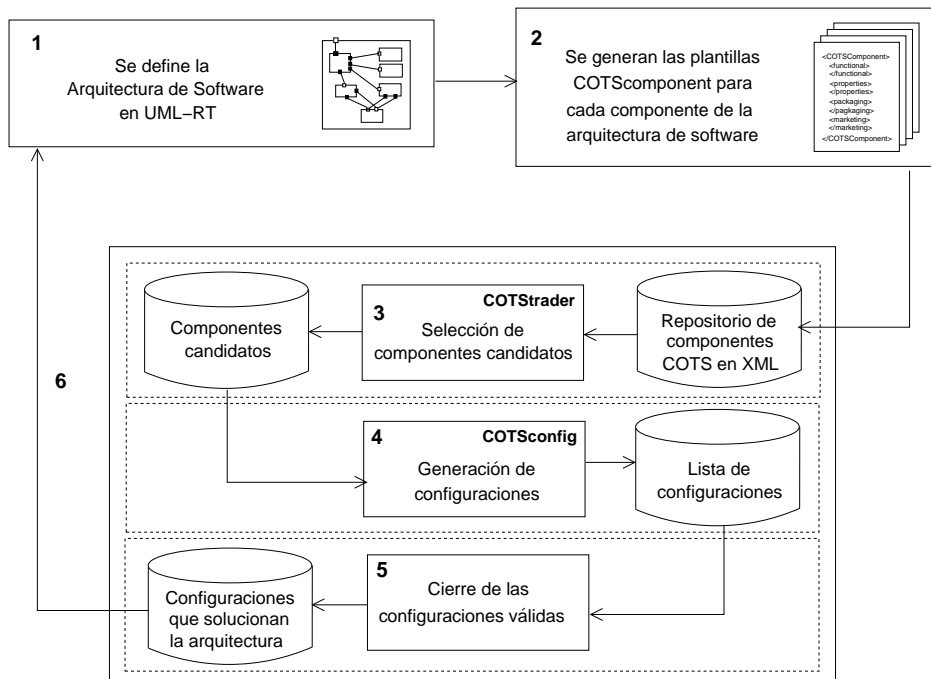 1
Se define la
Arquitectura de Software
en UML−RT
2
Se generan las plantillas
COTScomponent para
cada componente de la
arquitectura de software
<COTSComponent>
<functional>
</functional>
<properties>
</properties>
<packaging>
</pagkaging>
<marketing>
</marketing>
</COTSComponent>
Componentes
candidatos
3
COTStrader
Selección de
componentes candidatos
Repositorio de
componentes
COTS en XML
6
4
COTSconfig
Generación de
configuraciones
Lista de
configuraciones
Configuraciones
que solucionan
la arquitectura
5
Cierre de las
configuraciones válidas